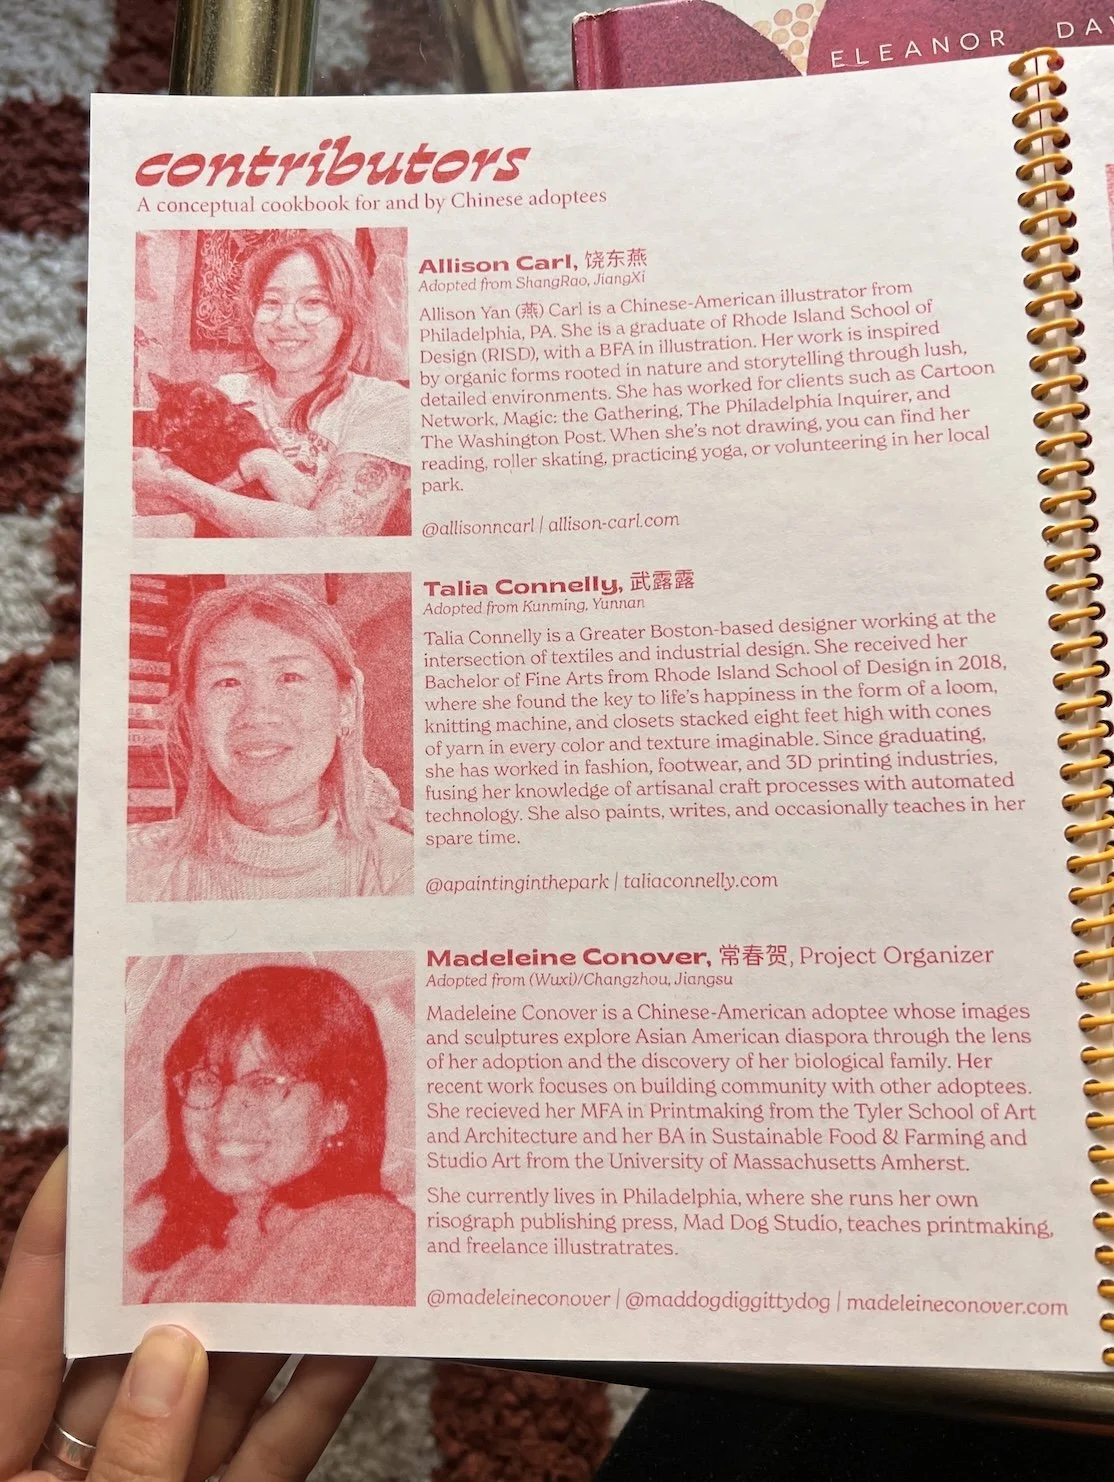 ELEANOR
contributors
A conceptual cookbook for and by Chinese adoptees
Allison Carl, 饶东燕
Adopted from ShangRao, JiangXi
Allison Yan (燕) Carl is a Chinese-American illustrator from
Philadelphia, PA. She is a graduate of Rhode Island School of
Design (RISD), with a BFA in illustration. Her work is inspired
by organic forms rooted in nature and storytelling through lush,
detailed environments. She has worked for clients such as Cartoon
Network, Magic: the Gathering, The Philadelphia Inquirer, and
The Washington Post. When she's not drawing, you can find her
reading, roller skating, practicing yoga, or volunteering in her local
park.
@allisonncarl | allison-carl.com
Talia Connelly, 武露露
Adopted from Kunming, Yunnan
Talia Connelly is a Greater Boston-based designer working at the
intersection of textiles and industrial design. She received her
Bachelor of Fine Arts from Rhode Island School of Design in 2018,
where she found the key to life's happiness in the form of a loom,
knitting machine, and closets stacked eight feet high with cones
of yarn in every color and texture imaginable. Since graduating,
she has worked in fashion, footwear, and 3D printing industries,
fusing her knowledge of artisanal craft processes with automated
technology. She also paints, writes, and occasionally teaches in her
spare time.
@apaintinginthepark | taliaconnelly.com
Madeleine Conover, 常春贺, Project Organizer
Adopted from (Wuxi)/Changzhou, Jiangsu
Madeleine Conover is a Chinese-American adoptee whose images
and sculptures explore Asian American diaspora through the lens
of her adoption and the discovery of her biological family. Her
recent work focuses on building community with other adoptees.
She recieved her MFA in Printmaking from the Tyler School of Art
and Architecture and her BA in Sustainable Food & Farming and
Studio Art from the University of Massachusetts Amherst.
She currently lives in Philadelphia, where she runs her own
risograph publishing press, Mad Dog Studio, teaches printmaking,
and freelance illustratrates.
@madeleineconover | @maddogdiggittydog | madeleineconover.com